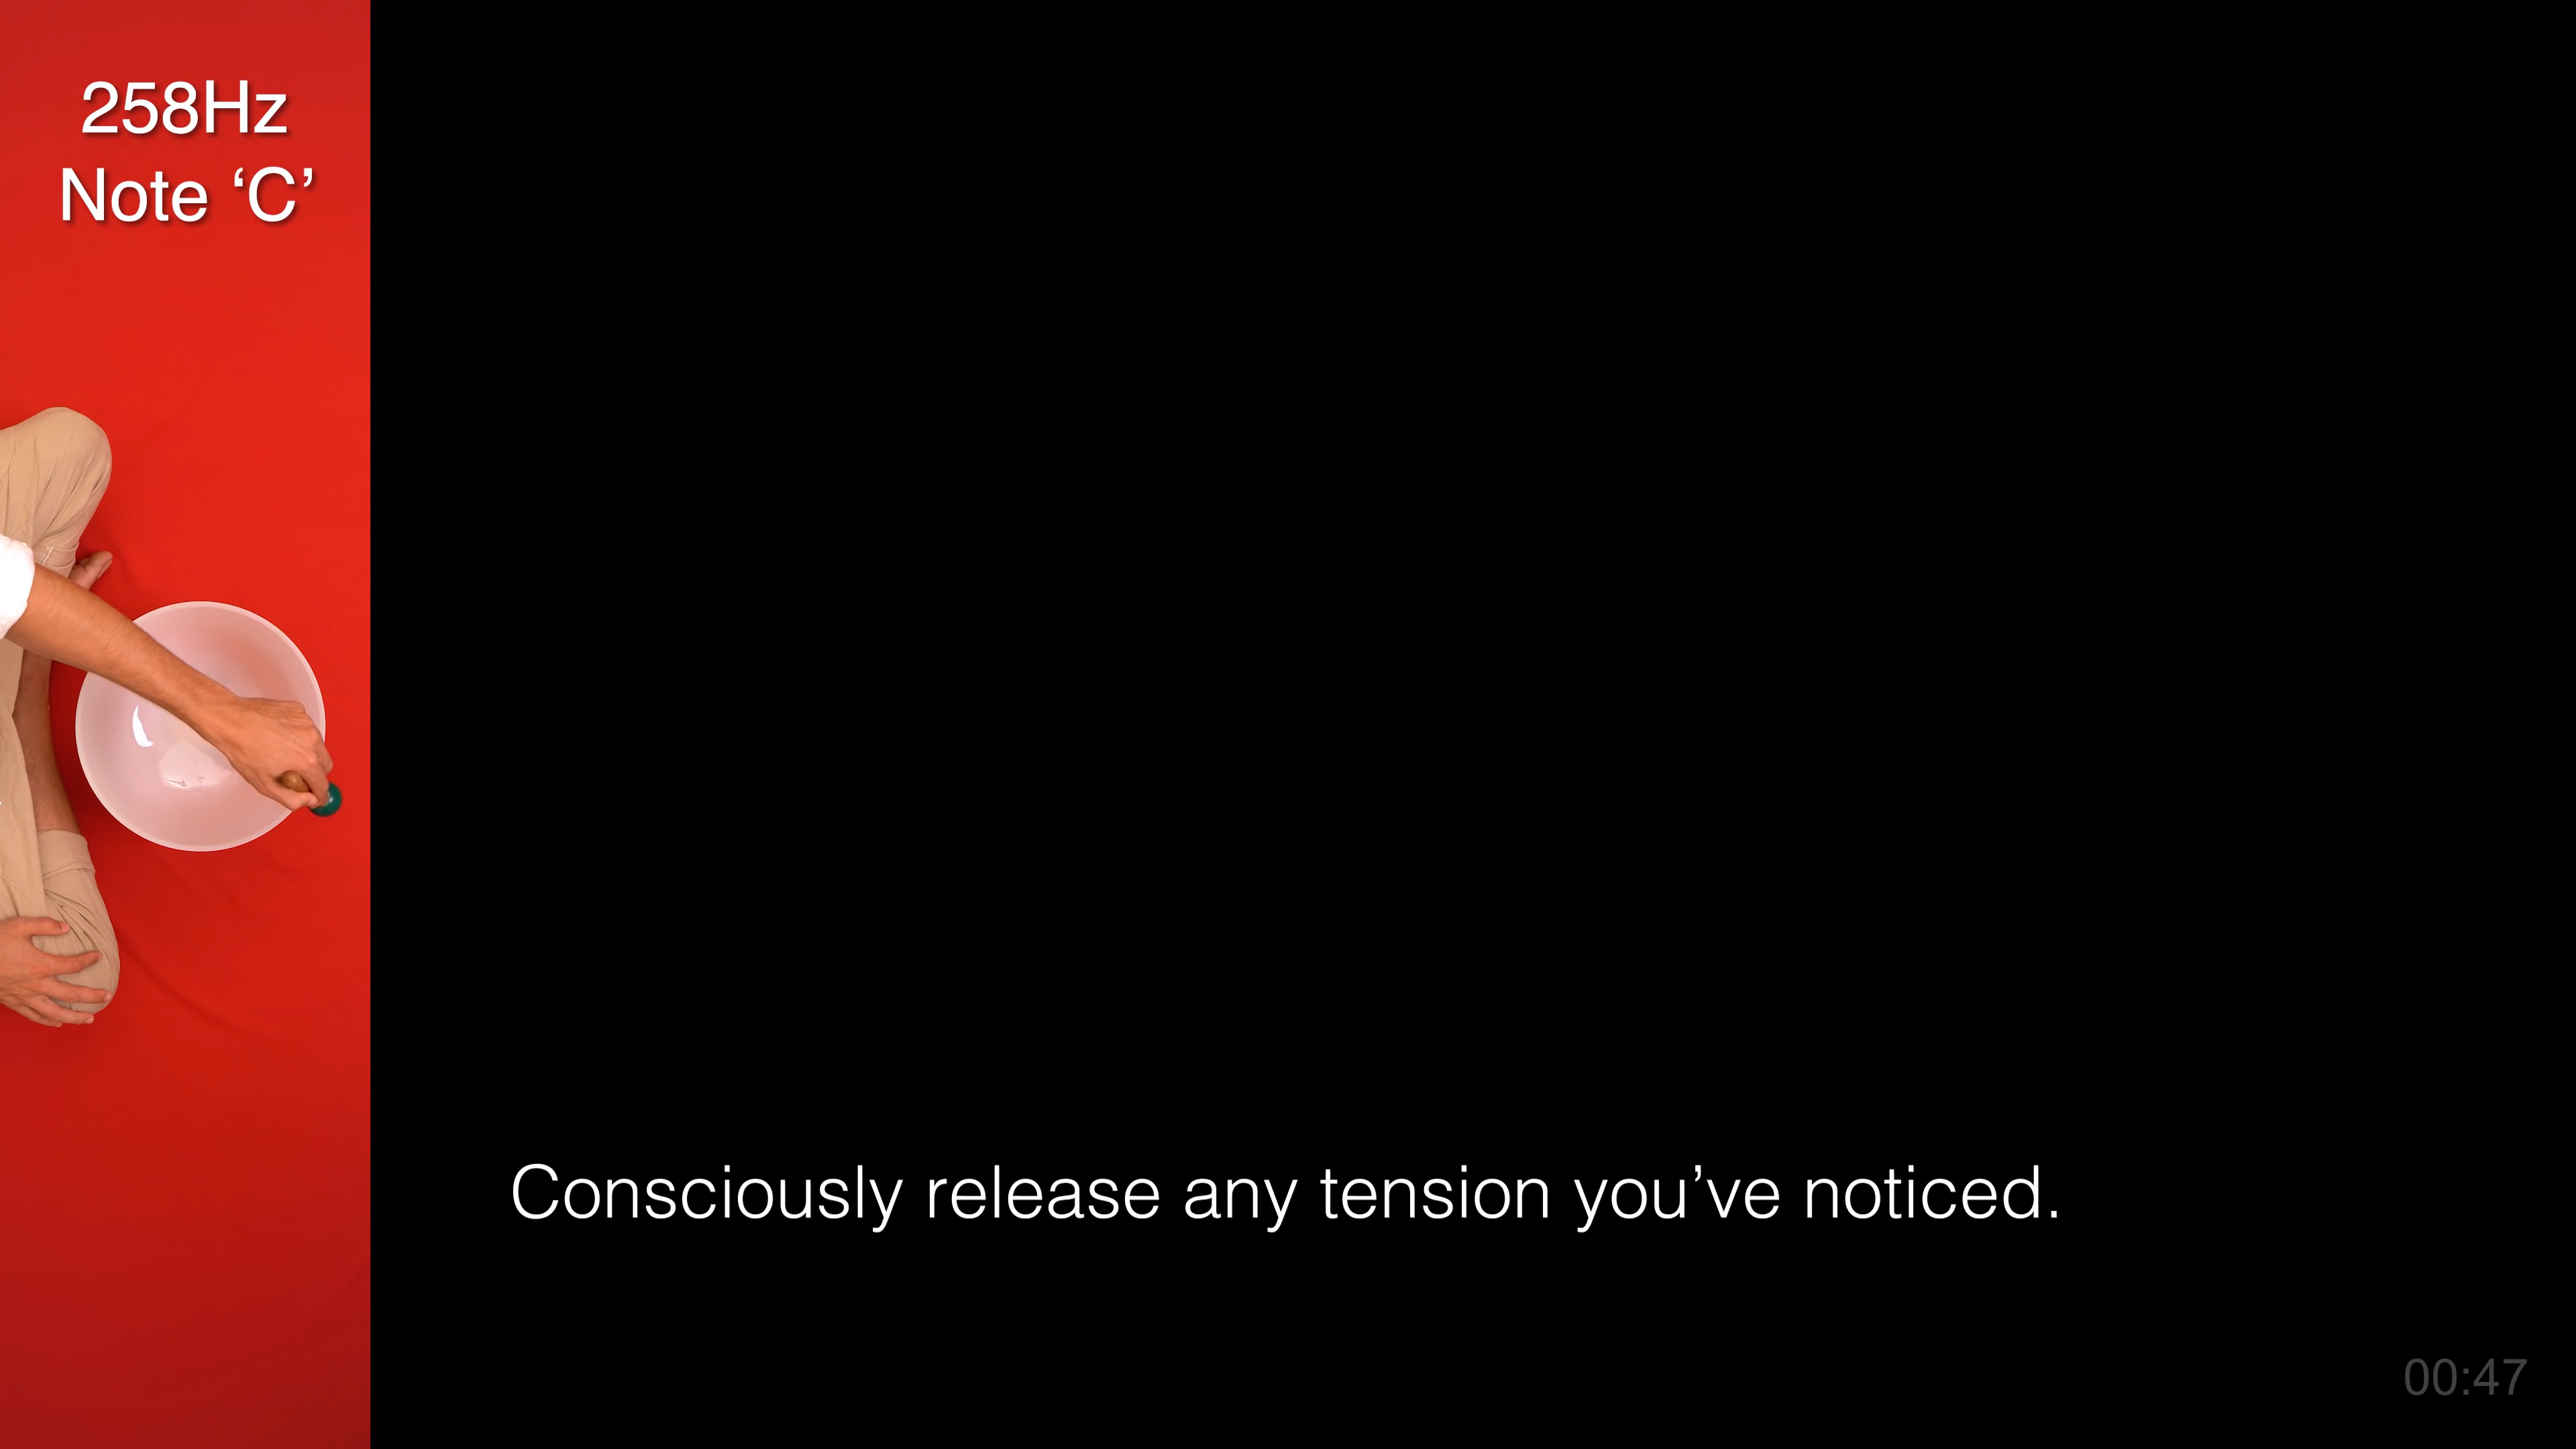 258Hz
Note ‘C’
Consciously release any tension you’ve noticed.
00:47